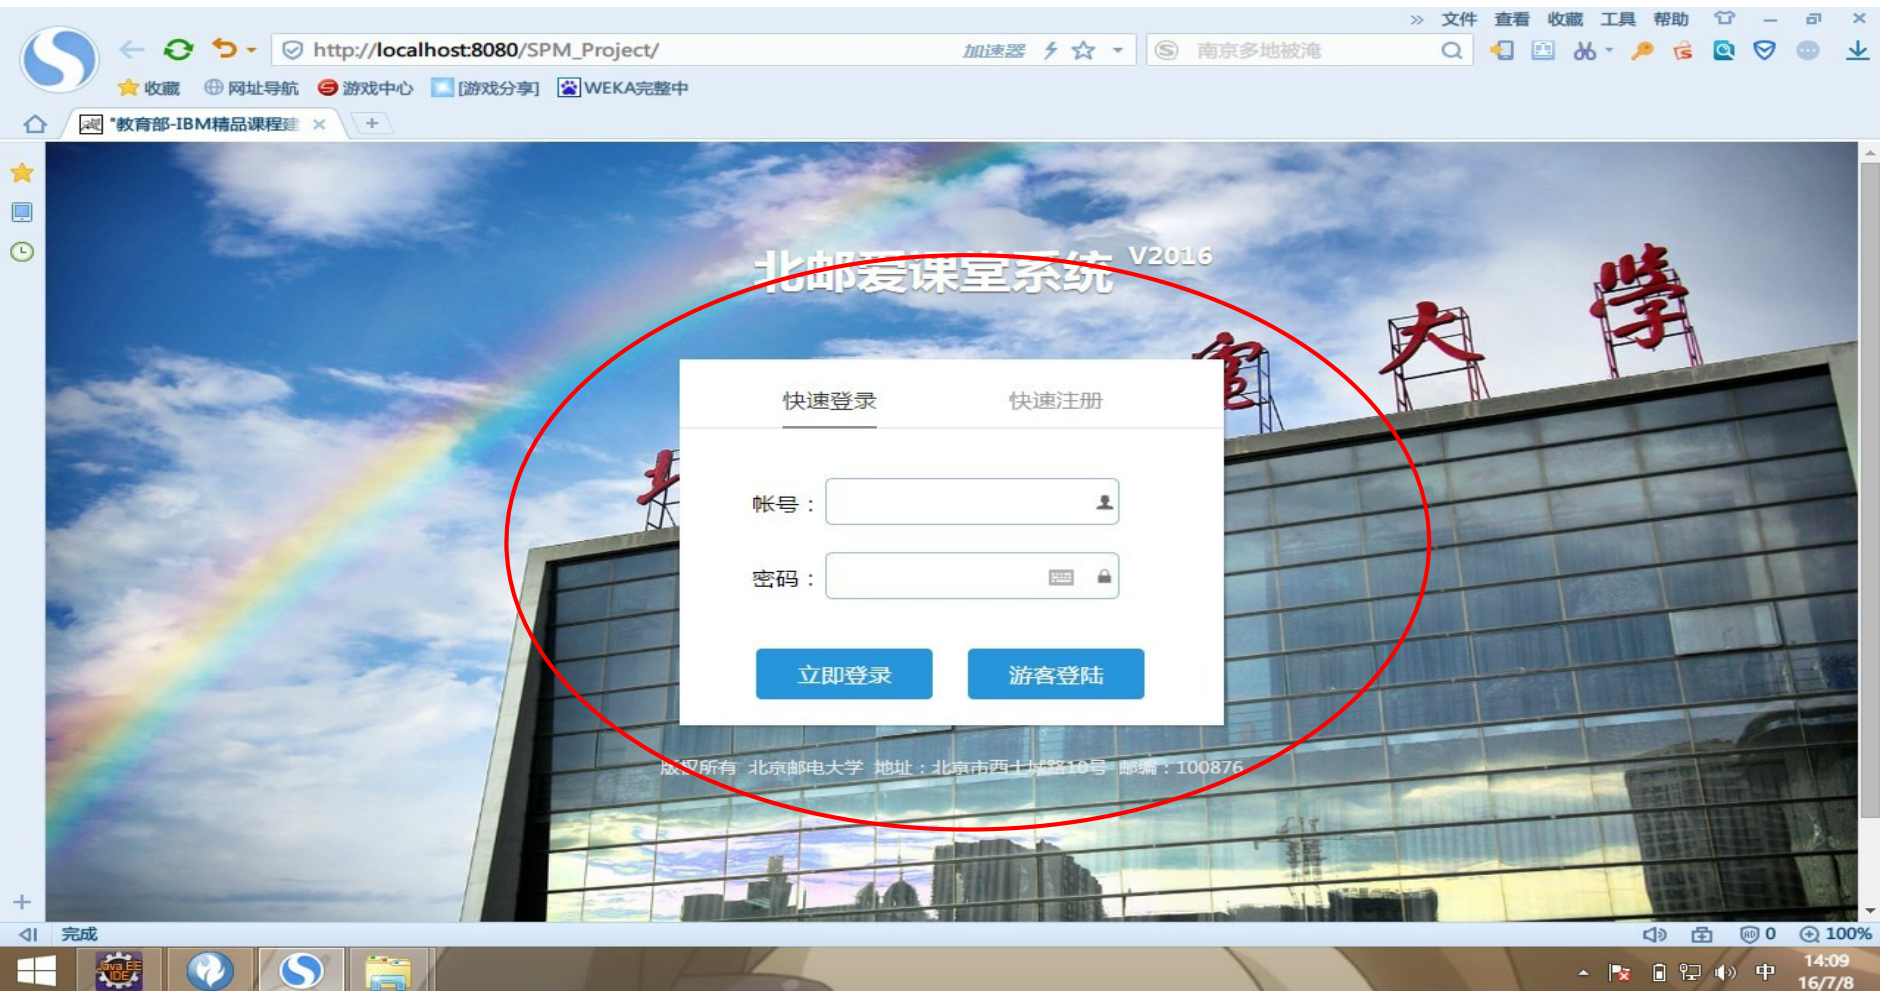 » 文件 查看 收藏 工具 帮助
http://localhost:8080/SPM_Project/ 加速器 南京多地被淹
收藏 网址导航 游戏中心 [游戏分享] WEKA完整中
"教育部-IBM精品课程建
北邮爱课堂系统 V2016
電大學
快速登录 快速注册
帐号：
密码：
立即登录 游客登陆
版权所有 北京邮电大学 地址：北京市西土城路10号 邮编：100876
完成 0 100%
Java EE IDE 中 14:09
16/7/8